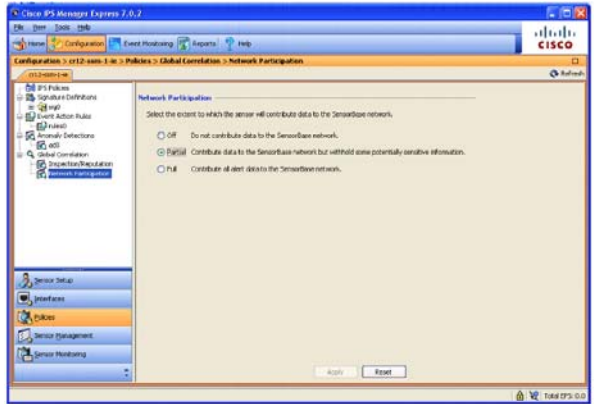 Cisco IPS Manager Express 7.0.2
File View Tools Help
Home Configuration Event Monitoring Reports Help
CISCO
Configuration > cr12-ssm-1-ie > Policies > Global Correlation > Network Participation
cr12-ssm-1-ie
Refresh
IPS Policies
Signature Definitions
sig0
Event Action Rules
rules0
Anomaly Detections
ad0
Global Correlation
Inspection/Reputation
Network Participation
Network Participation
Select the extent to which the sensor will contribute data to the SensorBase network.
Off Do not contribute data to the SensorBase network.
Partial Contribute data to the SensorBase network but withhold some potentially sensitive information.
Full Contribute all alert data to the SensorBase network.
Sensor Setup
Interfaces
Policies
Sensor Management
Sensor Monitoring
Apply Reset
Total EPS: 0.0